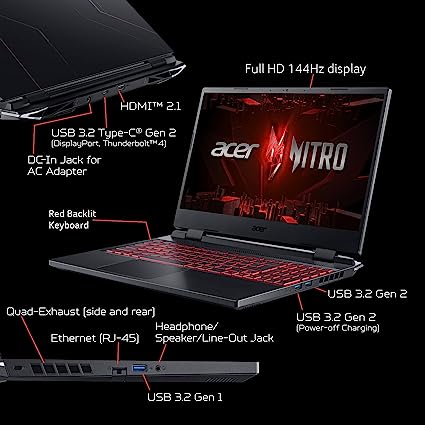 HDMI™ 2.1
Full HD 144Hz display
USB 3.2 Type-C® Gen 2
(DisplayPort, Thunderbolt™4)
DC-In Jack for
AC Adapter
acer NITRO
Red Backlit
Keyboard
acer
USB 3.2 Gen 2
USB 3.2 Gen 2
(Power-off Charging)
Quad-Exhaust (side and rear)
Ethernet (RJ-45)
Headphone/
Speaker/Line-Out Jack
USB 3.2 Gen 1